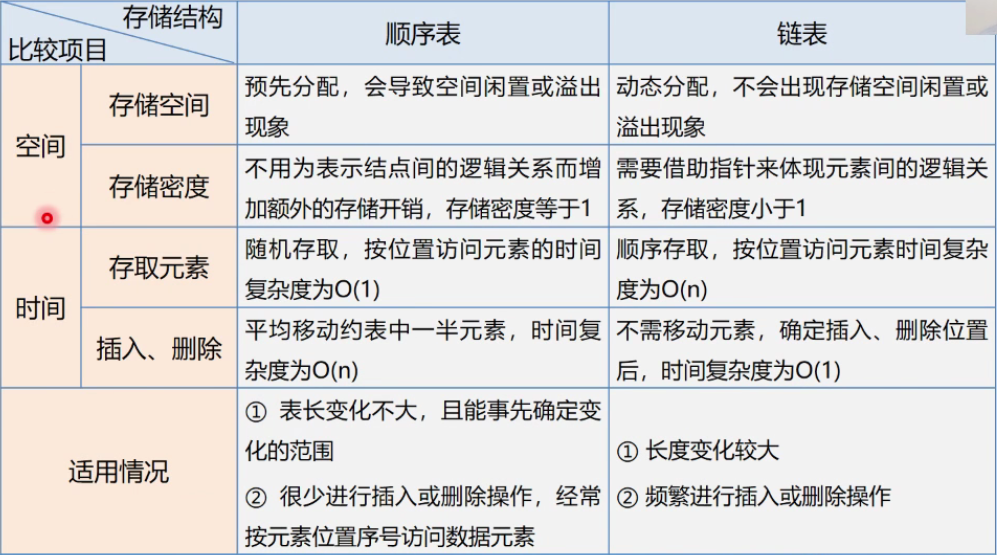 存储结构
比较项目
顺序表
链表
空间
存储空间
预先分配，会导致空间闲置或溢出
现象
动态分配，不会出现存储空间闲置或
溢出现象
存储密度
不用为表示结点间的逻辑关系而增
加额外的存储开销，存储密度等于1
需要借助指针来体现元素间的逻辑关
系，存储密度小于1
时间
存取元素
随机存取，按位置访问元素的时间
复杂度为O(1)
顺序存取，按位置访问元素时间复杂
度为O(n)
插入、删除
平均移动约表中一半元素，时间复
杂度为O(n)
不需移动元素，确定插入、删除位置
后，时间复杂度为O(1)
适用情况
① 表长变化不大，且能事先确定变
化的范围
② 很少进行插入或删除操作，经常
按元素位置序号访问数据元素
① 长度变化较大
② 频繁进行插入或删除操作